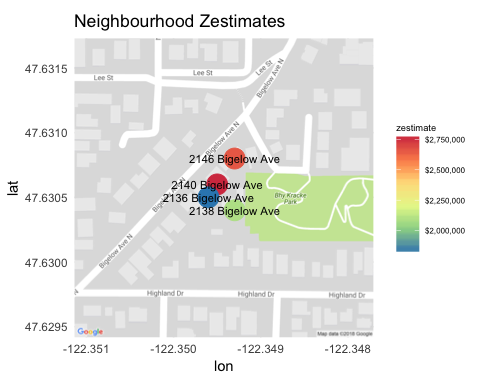 Neighbourhood Zestimates
47.6315
47.6310
47.6305
47.6300
47.6295
lat
Lee St
Lee St
Lee St
Bigelow Ave N
Bigelow Ave N
Bigelow Ave N
Bigelow Ave N
2146 Bigelow Ave
2140 Bigelow Ave
2136 Bigelow Ave
2138 Bigelow Ave
Bhy Kracke
Park
N
Highland Dr
Highland Dr
Highland Dr
Google
Map data ©2018 Google
-122.351
-122.350
-122.349
-122.348
lon
zestimate
$2,750,000
$2,500,000
$2,250,000
$2,000,000